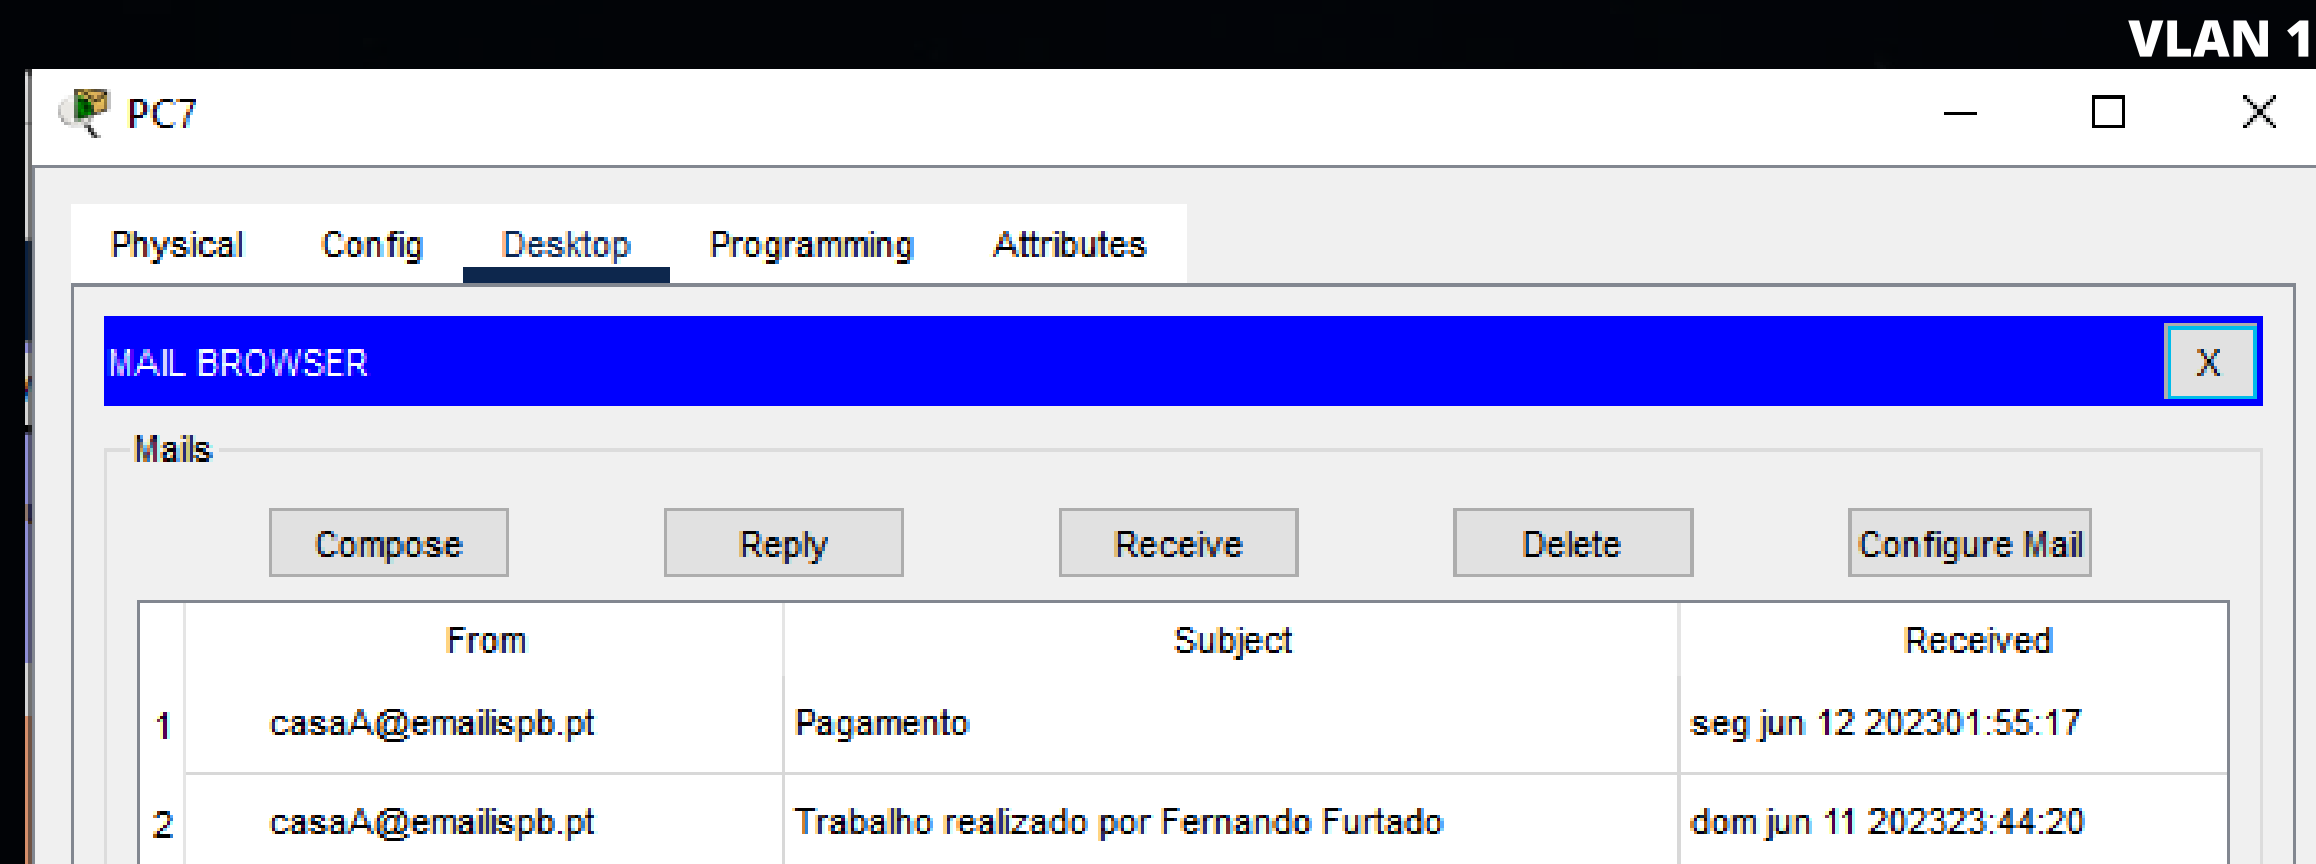 VLAN 1
PC7
Physical Config Desktop Programming Attributes
MAIL BROWSER X
Mails
Compose Reply Receive Delete Configure Mail
From Subject Received
1 casaA@emailispb.pt Pagamento seg jun 12 202301:55:17
2 casaA@emailispb.pt Trabalho realizado por Fernando Furtado dom jun 11 202323:44:20